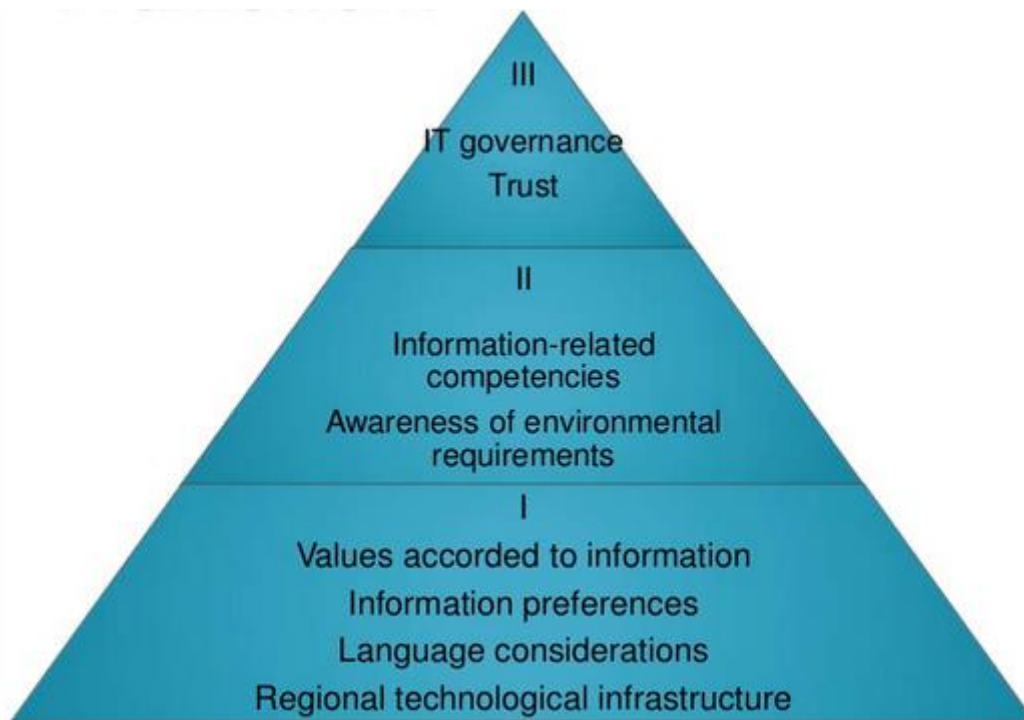 III
IT governance
Trust
II
Information-related
competencies
Awareness of environmental
requirements
I
Values accorded to information
Information preferences
Language considerations
Regional technological infrastructure